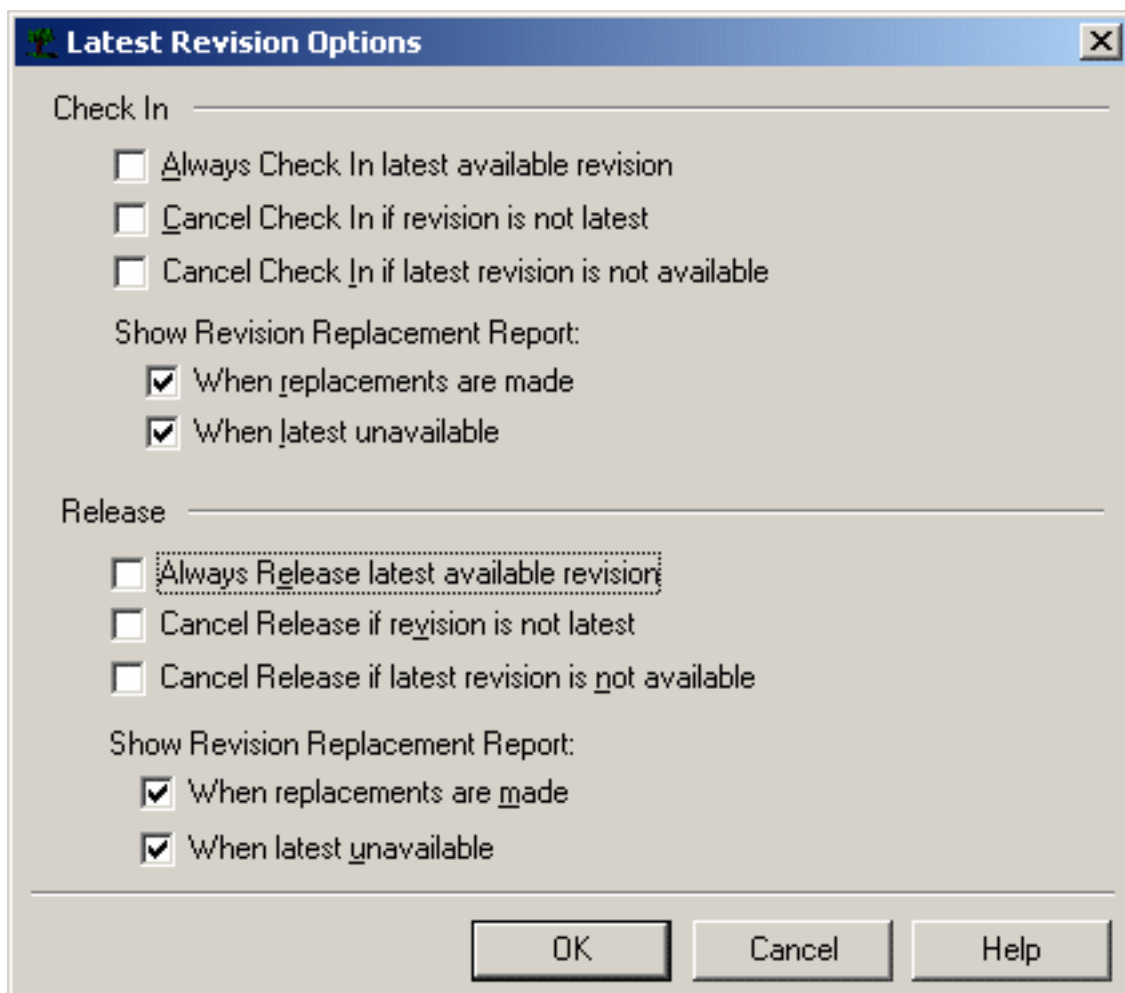 Latest Revision Options
Check In
Always Check In latest available revision
Cancel Check In if revision is not latest
Cancel Check In if latest revision is not available
Show Revision Replacement Report:
When replacements are made
When latest unavailable
Release
Always Release latest available revision
Cancel Release if revision is not latest
Cancel Release if latest revision is not available
Show Revision Replacement Report:
When replacements are made
When latest unavailable
OK Cancel Help